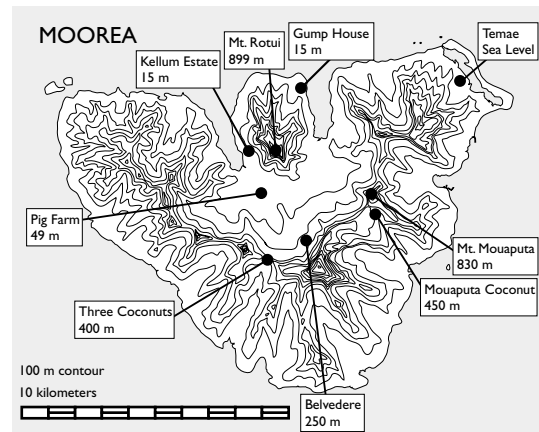 MOOREA
Kellum Estate
15 m
Mt. Rotui
899 m
Gump House
15 m
Temae
Sea Level
Pig Farm
49 m
Mt. Mouaputa
830 m
Mouaputa Coconut
450 m
Three Coconuts
400 m
Belvedere
250 m
100 m contour
10 kilometers